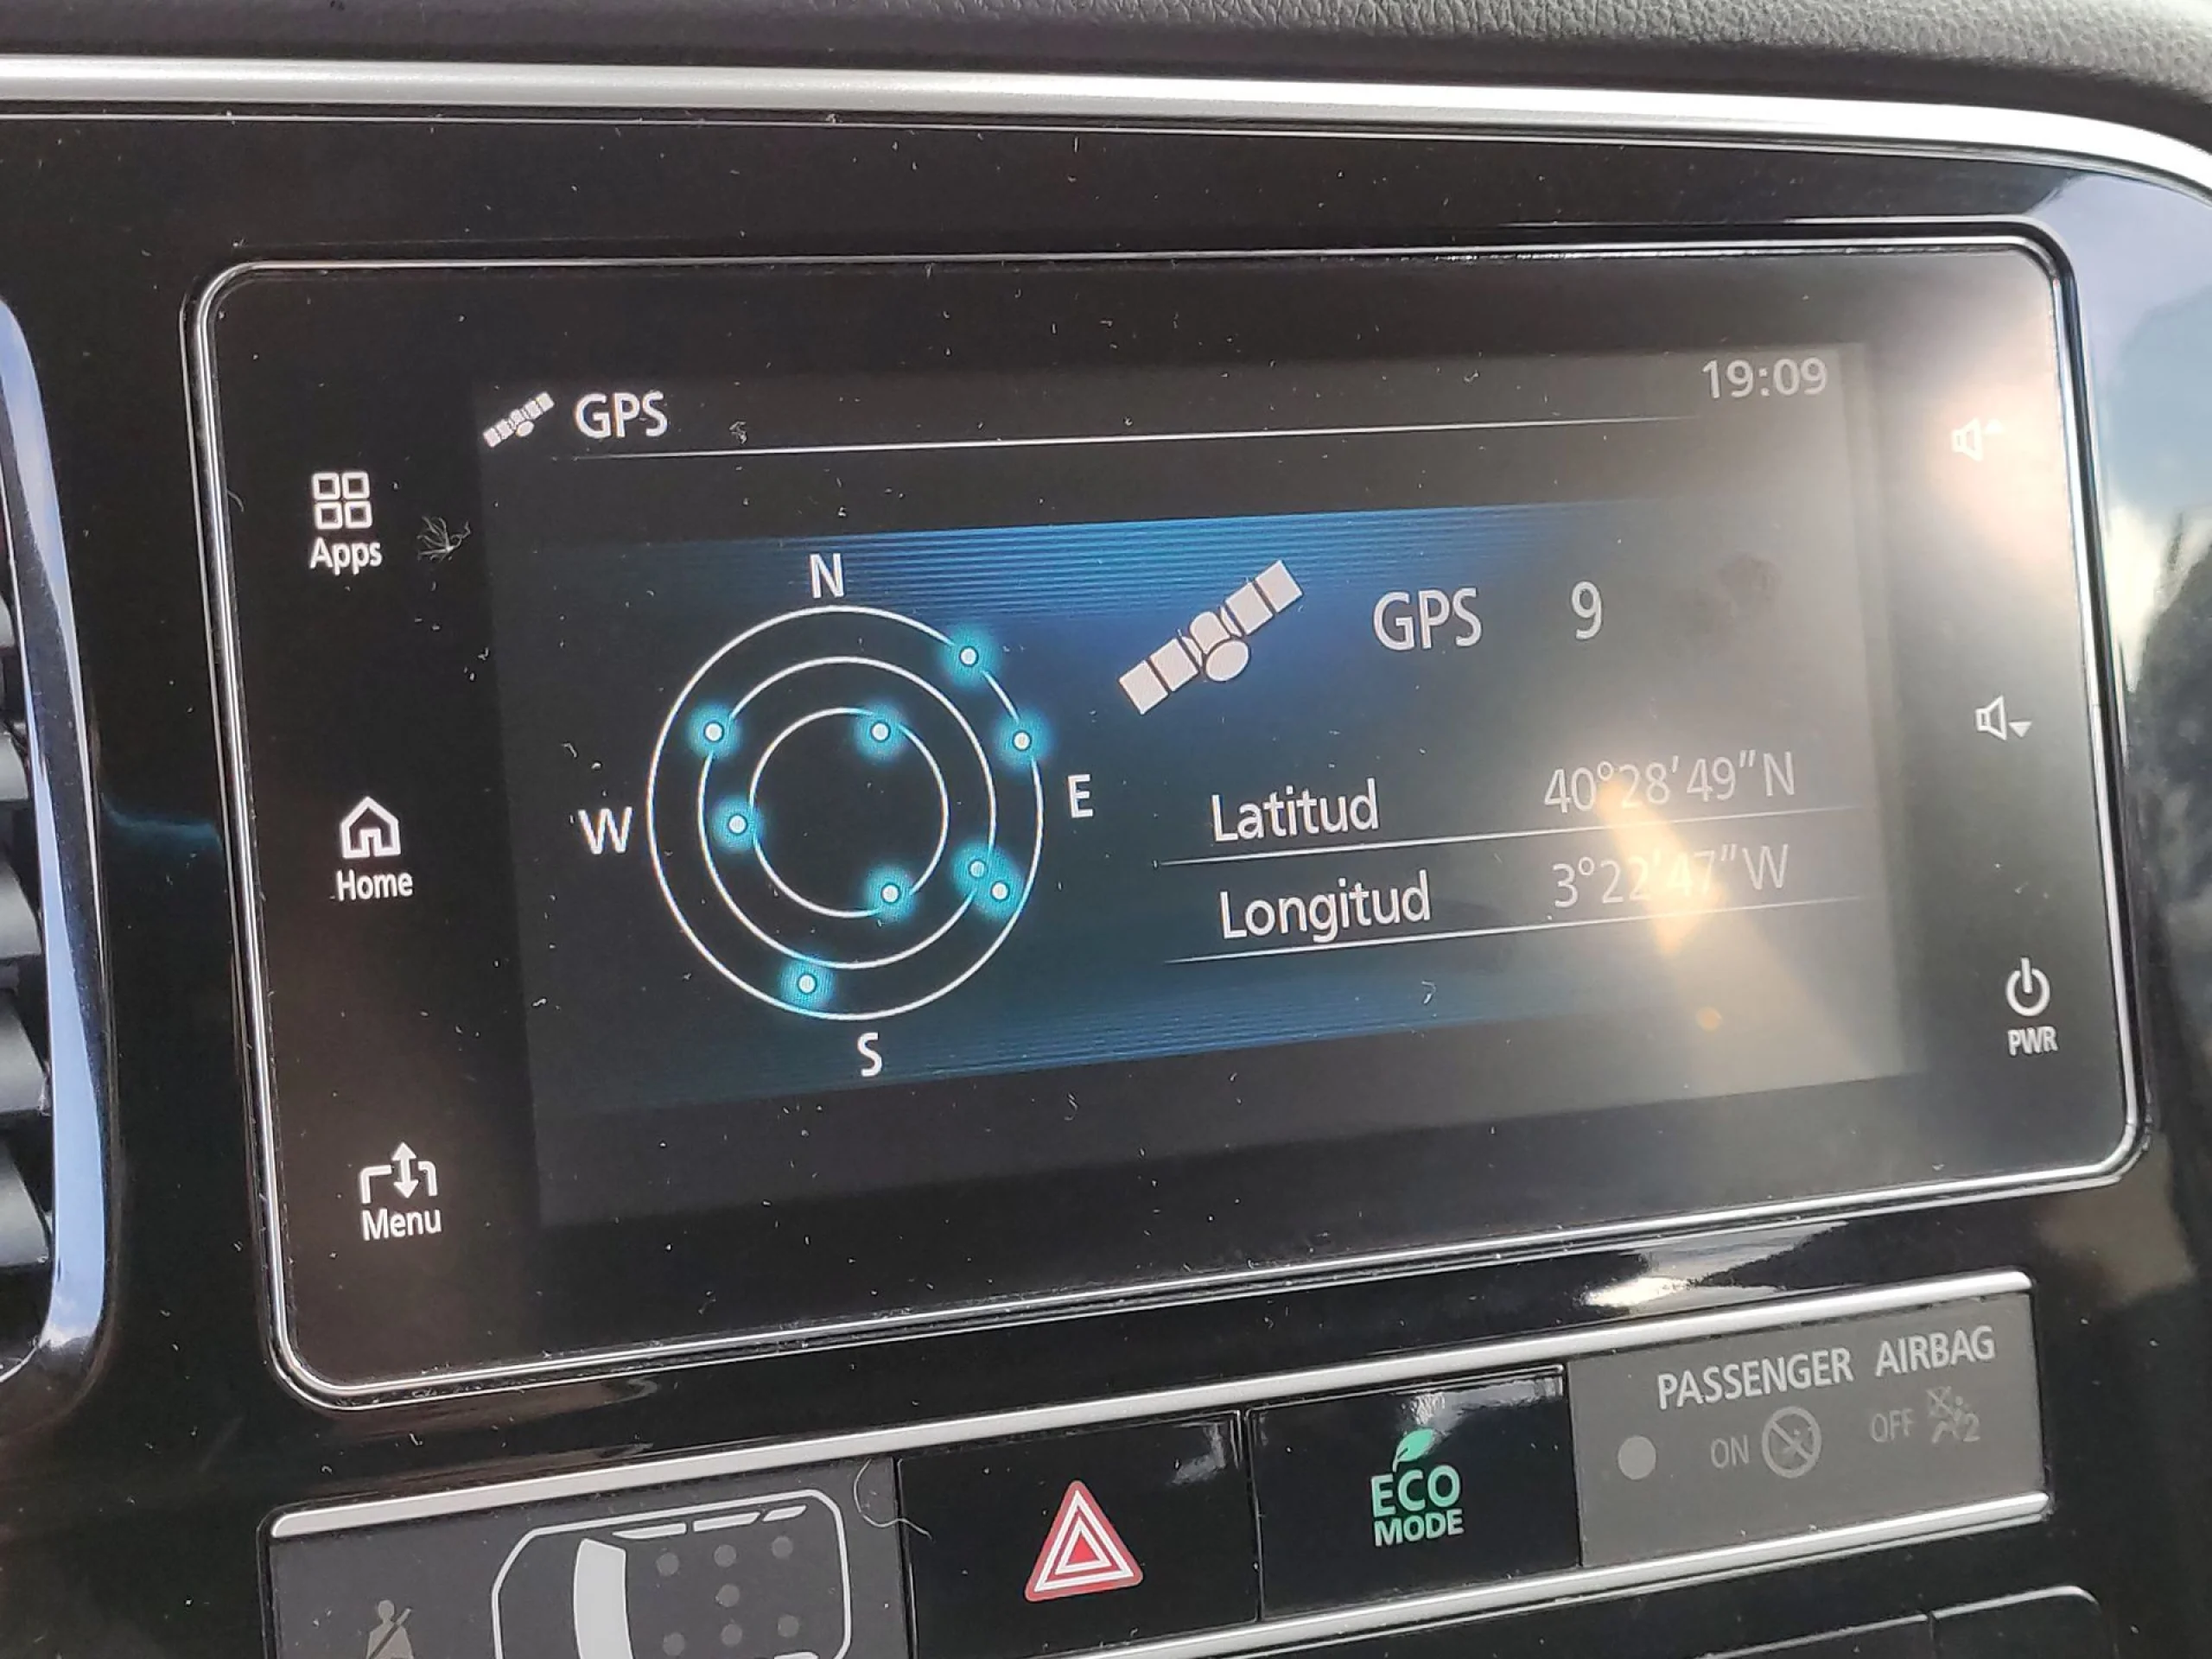 GPS
19:09
Apps
N
GPS 9
W
E
Latitud 40°28'49"N
Home
Longitud 3°22'47"W
S
PWR
Menu
PASSENGER AIRBAG
ON OFF 2
ECO
MODE